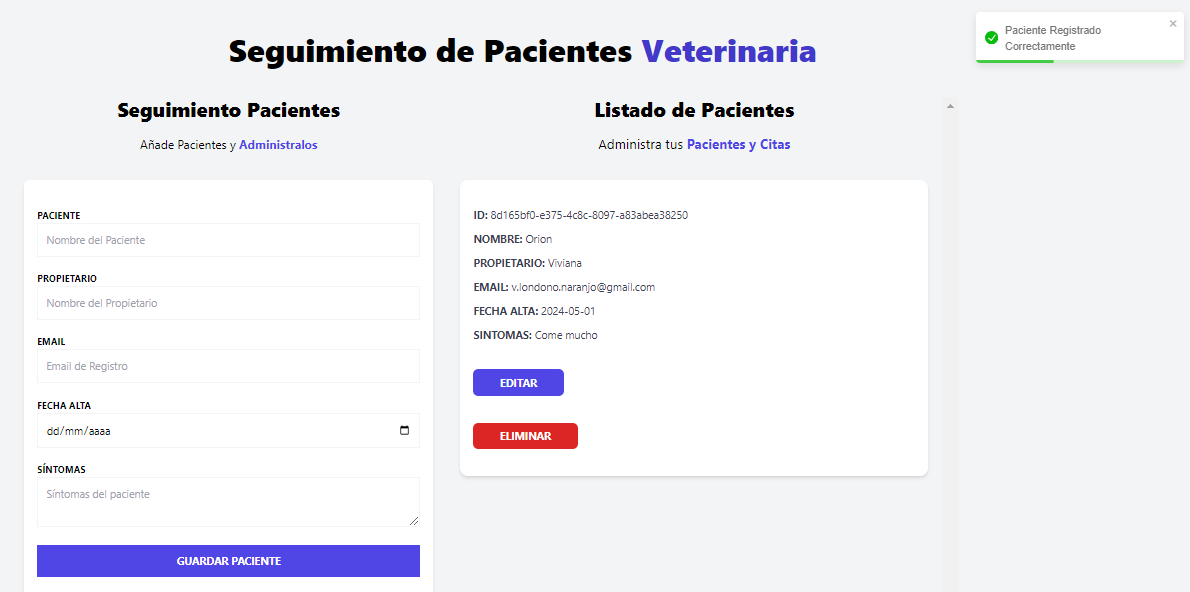 Seguimiento de Pacientes Veterinaria
Paciente Registrado
Correctamente
Seguimiento Pacientes
Añade Pacientes y Administralos
PACIENTE
Nombre del Paciente
PROPIETARIO
Nombre del Propietario
EMAIL
Email de Registro
FECHA ALTA
dd/mm/aaaa
SÍNTOMAS
Síntomas del paciente
GUARDAR PACIENTE
Listado de Pacientes
Administra tus Pacientes y Citas
ID: 8d165bf0-e375-4c8c-8097-a83abea38250
NOMBRE: Orion
PROPIETARIO: Viviana
EMAIL: v.londono.naranjo@gmail.com
FECHA ALTA: 2024-05-01
SINTOMAS: Come mucho
EDITAR
ELIMINAR